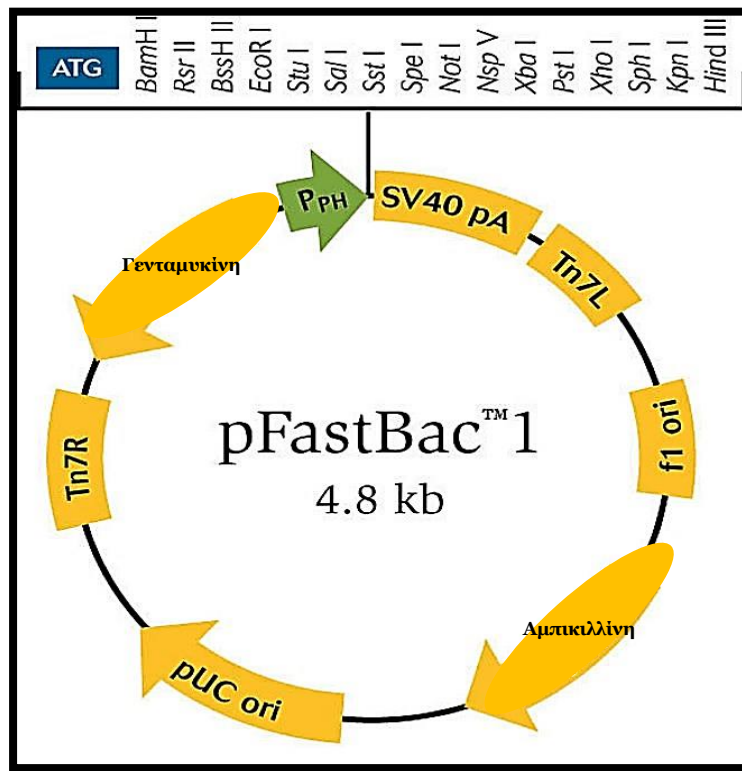 ATG BamH I Rsr II BssH II EcoR I Stu I Sal I Sst I Spe I Not I Nsp V Xba I Pst I Xho I Sph I Kpn I Hind III
PPH
SV40 pA
Tn7L
Γενταμυκίνη
f1 ori
pFastBac™1
4.8 kb
Tn7R
Αμπικιλλίνη
pUC ori